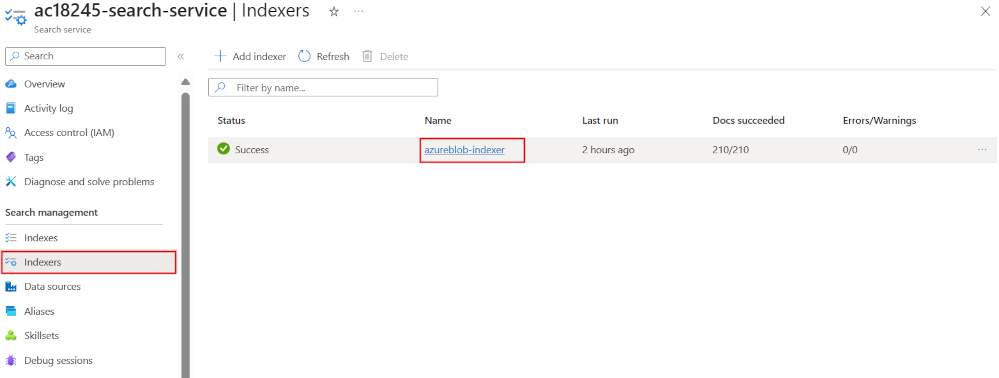 ac18245-search-service | Indexers
Search service
Search
Add indexer Refresh Delete
Filter by name...
Overview
Activity log
Access control (IAM)
Tags
Diagnose and solve problems
Search management
Indexes
Indexers
Data sources
Aliases
Skillsets
Debug sessions
Status Name Last run Docs succeeded Errors/Warnings
Success azureblob-indexer 2 hours ago 210/210 0/0